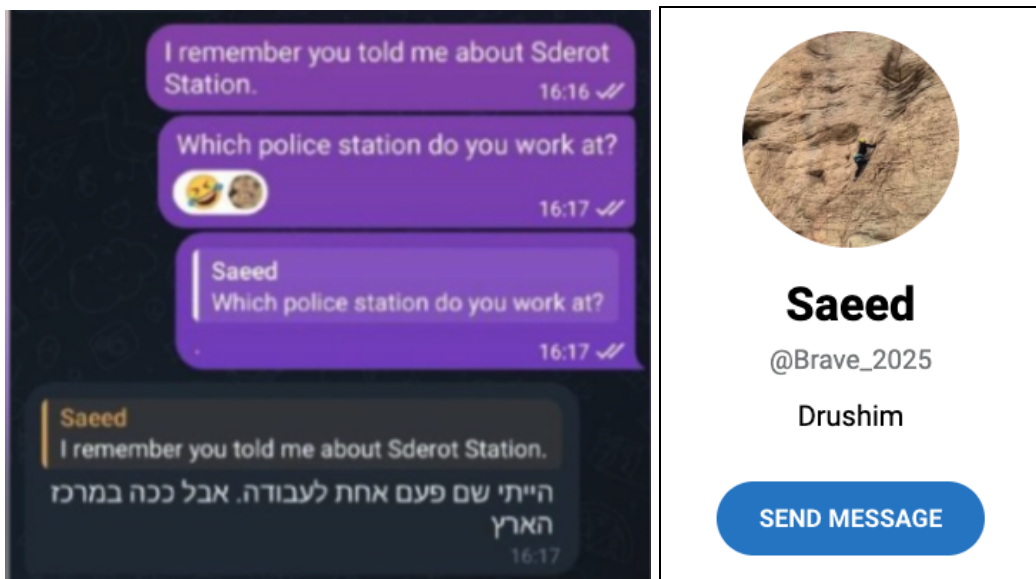 I remember you told me about Sderot
Station.
16:16
Which police station do you work at?
16:17
Saeed
Which police station do you work at?
.
16:17
Saeed
I remember you told me about Sderot Station.
הייתי שם פעם אחת לעבודה. אבל ככה במרכז
הארץ
16:17
Saeed
@Brave_2025
Drushim
SEND MESSAGE